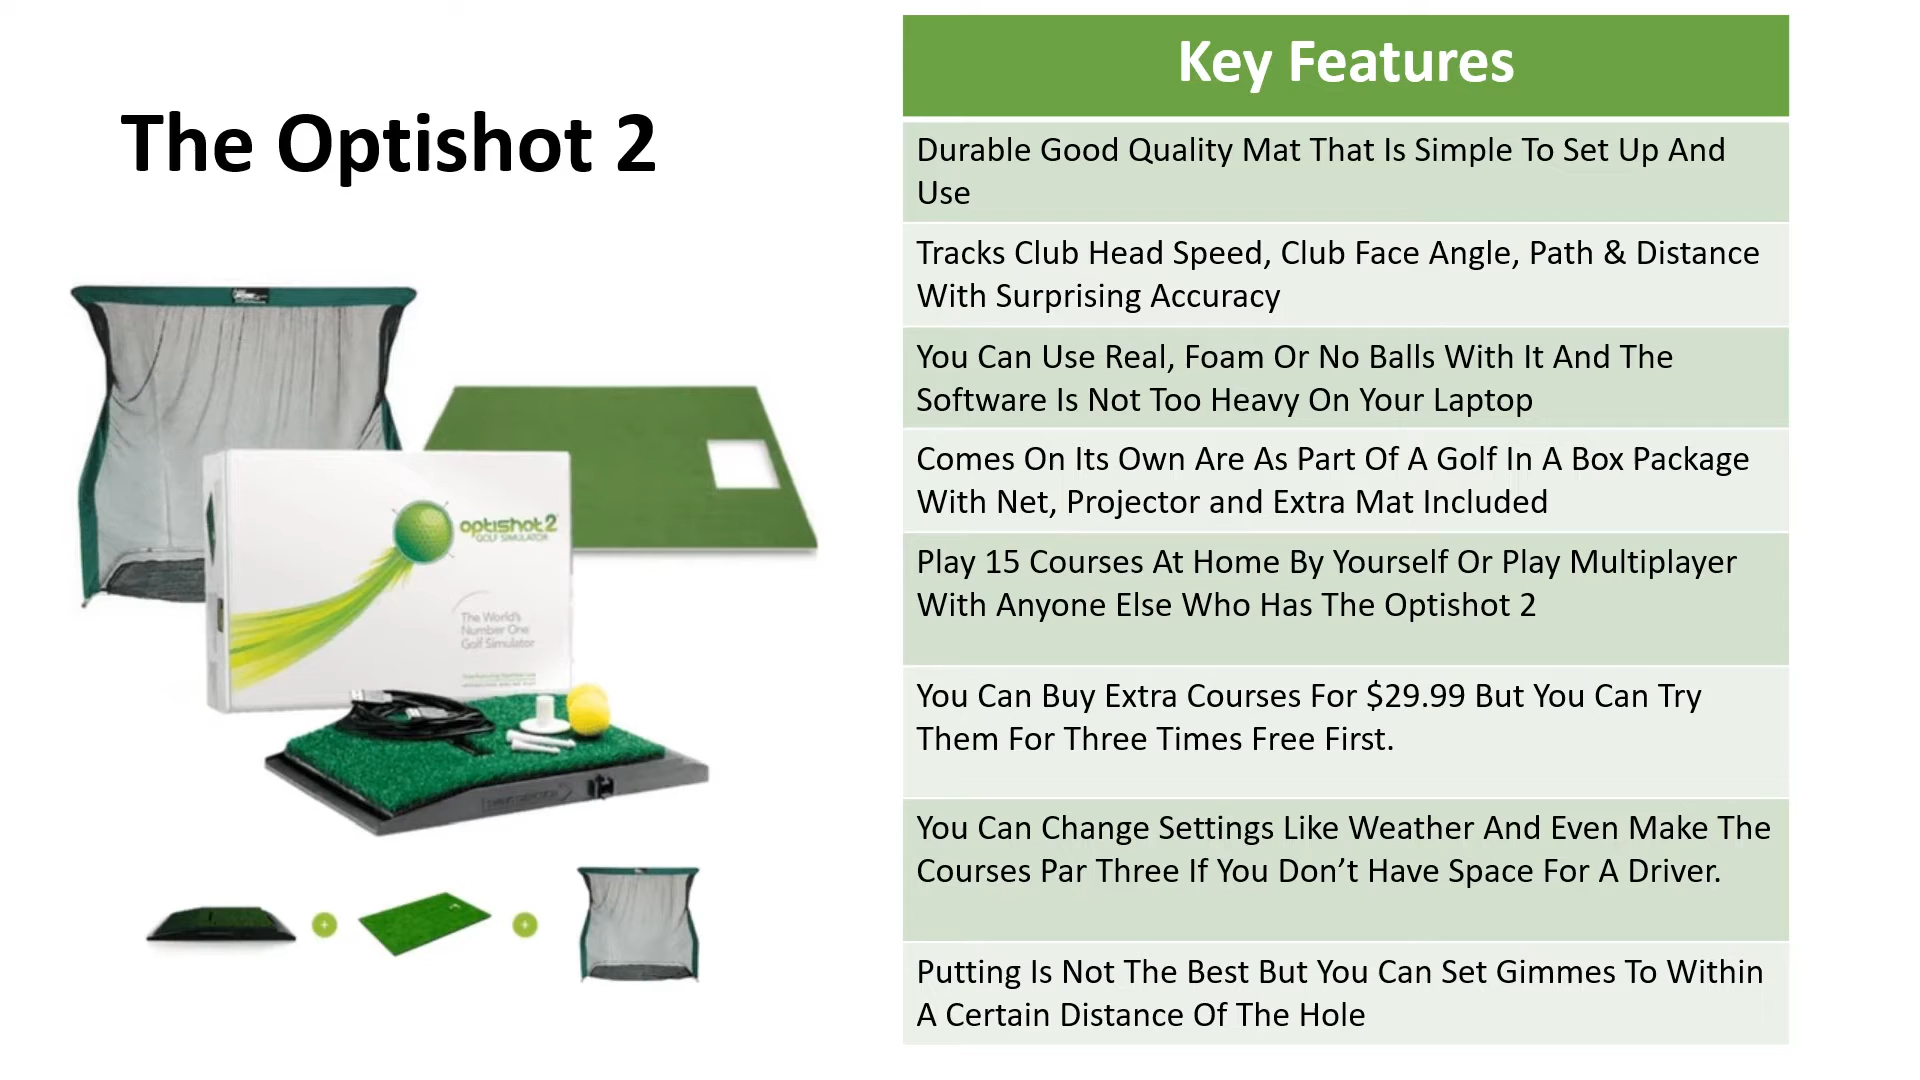 The Optishot 2
optishot2
GOLF SIMULATOR
The World's
Number One
Golf Simulator
Key Features
Durable Good Quality Mat That Is Simple To Set Up And
Use
Tracks Club Head Speed, Club Face Angle, Path & Distance
With Surprising Accuracy
You Can Use Real, Foam Or No Balls With It And The
Software Is Not Too Heavy On Your Laptop
Comes On Its Own Are As Part Of A Golf In A Box Package
With Net, Projector and Extra Mat Included
Play 15 Courses At Home By Yourself Or Play Multiplayer
With Anyone Else Who Has The Optishot 2
You Can Buy Extra Courses For $29.99 But You Can Try
Them For Three Times Free First.
You Can Change Settings Like Weather And Even Make The
Courses Par Three If You Don’t Have Space For A Driver.
Putting Is Not The Best But You Can Set Gimmes To Within
A Certain Distance Of The Hole